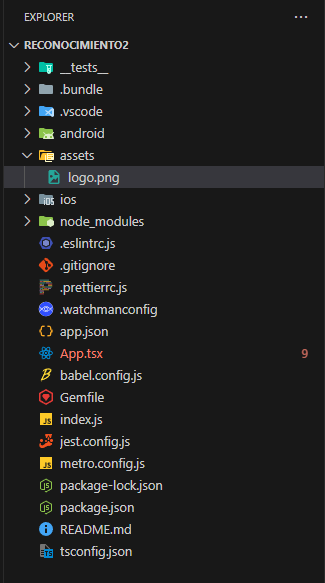 EXPLORER
RECONOCIMIENTO2
__tests__
.bundle
.vscode
android
assets
logo.png
ios
node_modules
.eslintrc.js
.gitignore
.prettierrc.js
.watchmanconfig
app.json
App.tsx 9
babel.config.js
Gemfile
index.js
jest.config.js
metro.config.js
package-lock.json
package.json
README.md
tsconfig.json